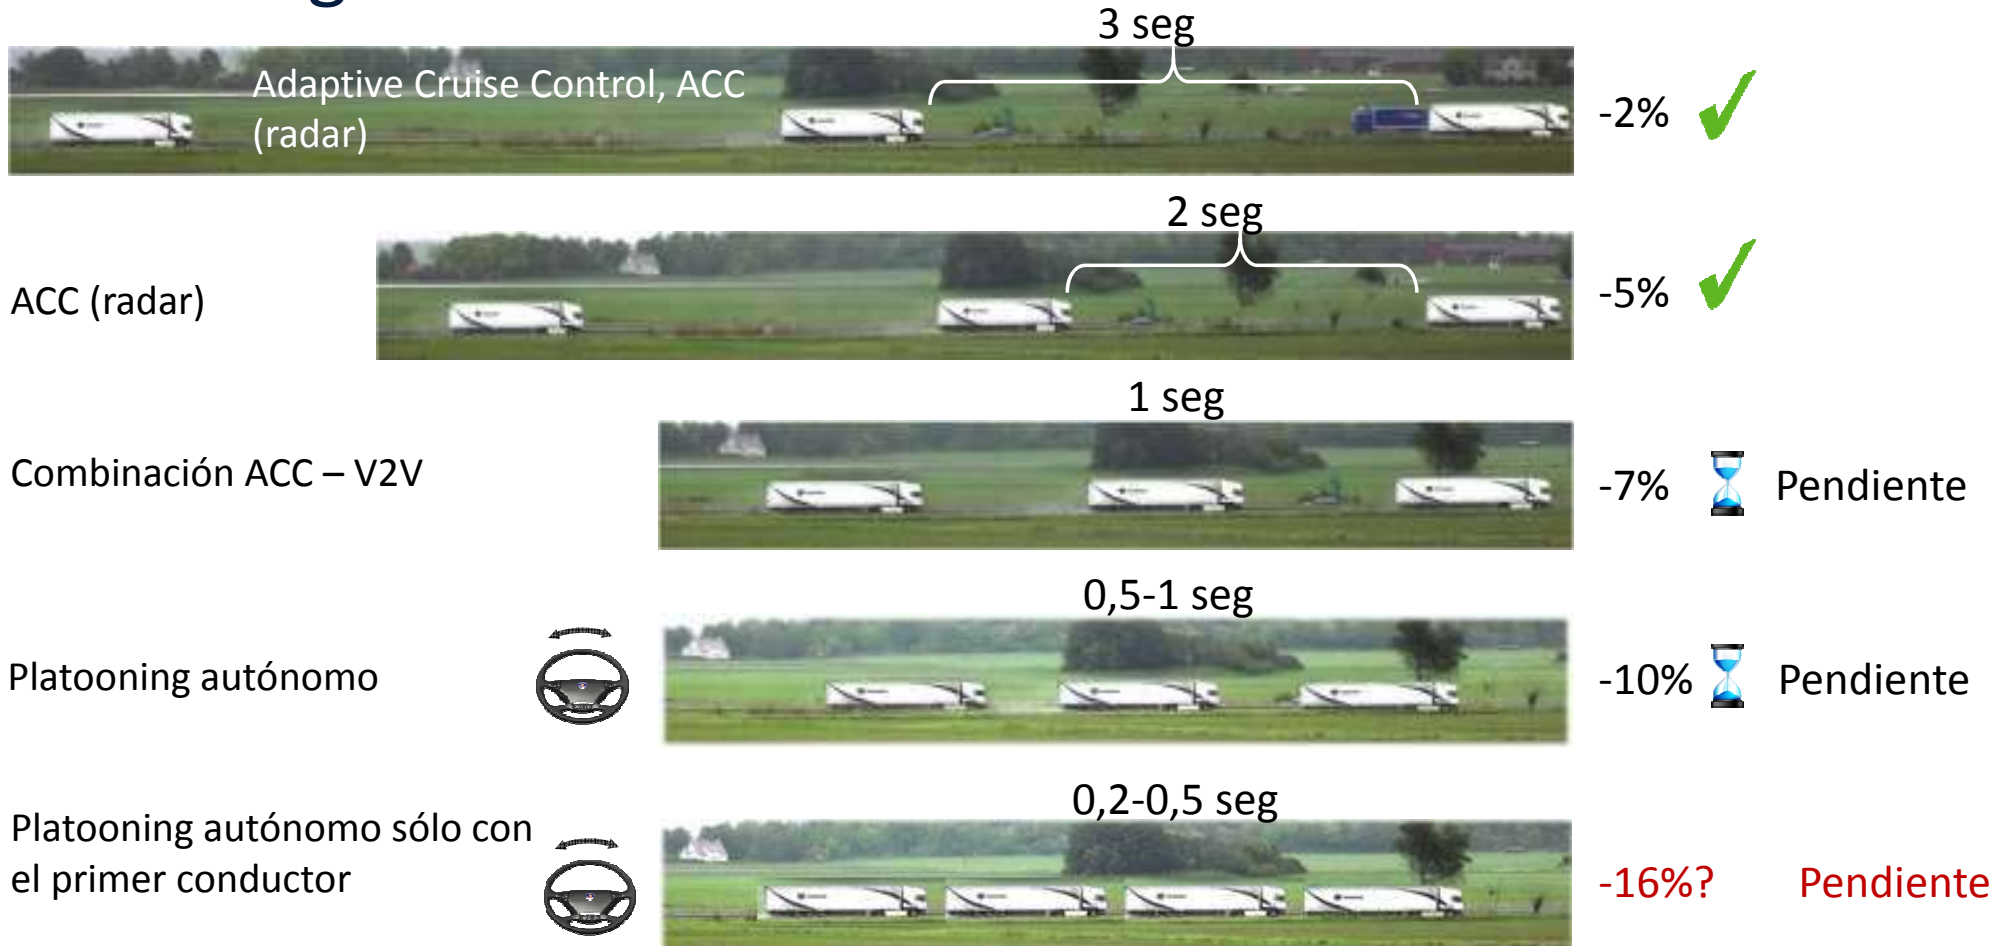 g
3 seg
Adaptive Cruise Control, ACC
(radar)
-2%
2 seg
ACC (radar)
-5%
1 seg
Combinación ACC – V2V
-7%
Pendiente
0,5-1 seg
Platooning autónomo
-10%
Pendiente
0,2-0,5 seg
Platooning autónomo sólo con
el primer conductor
-16%?
Pendiente